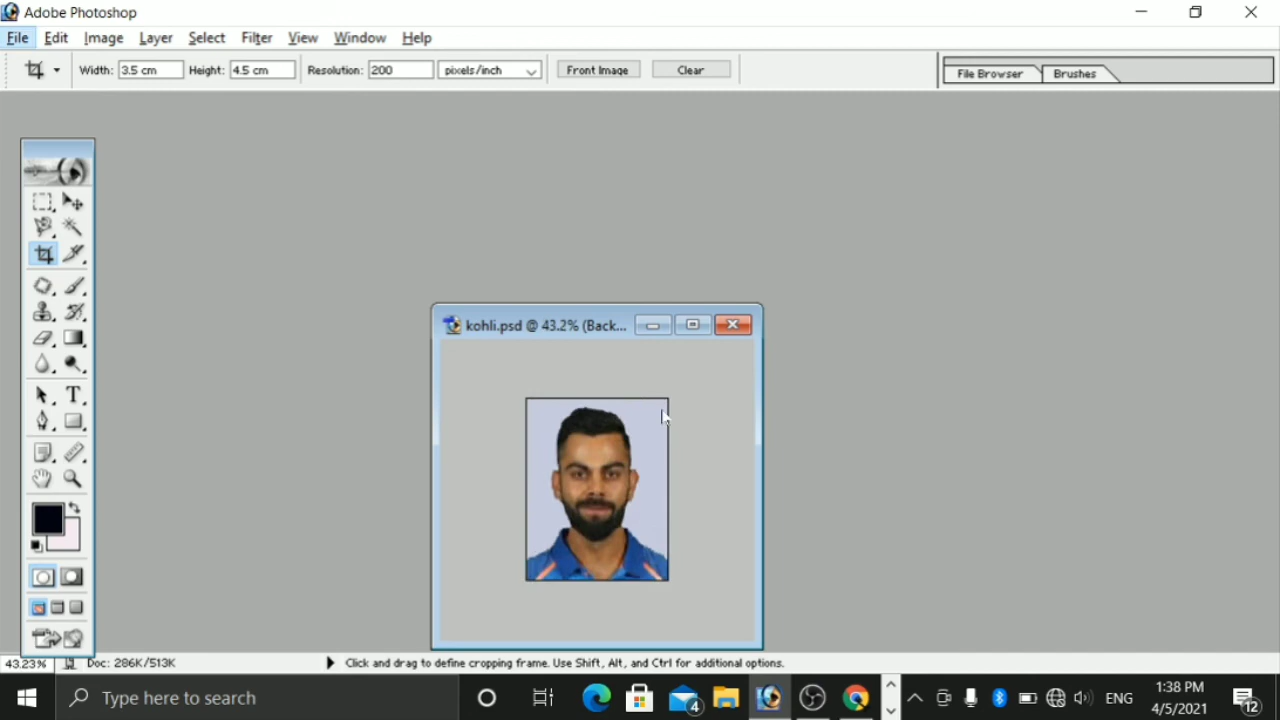 Adobe Photoshop
File Edit Image Layer Select Filter View Window Help
Width: 3.5 cm Height: 4.5 cm Resolution: 200 pixels/inch Front Image Clear File Browser Brushes
kohli.psd @ 43.2% (Back...
T
43.23% Doc: 286K/513K Click and drag to define cropping frame. Use Shift, Alt, and Ctrl for additional options.
Type here to search 4 ENG 1:38 PM
4/5/2021 12